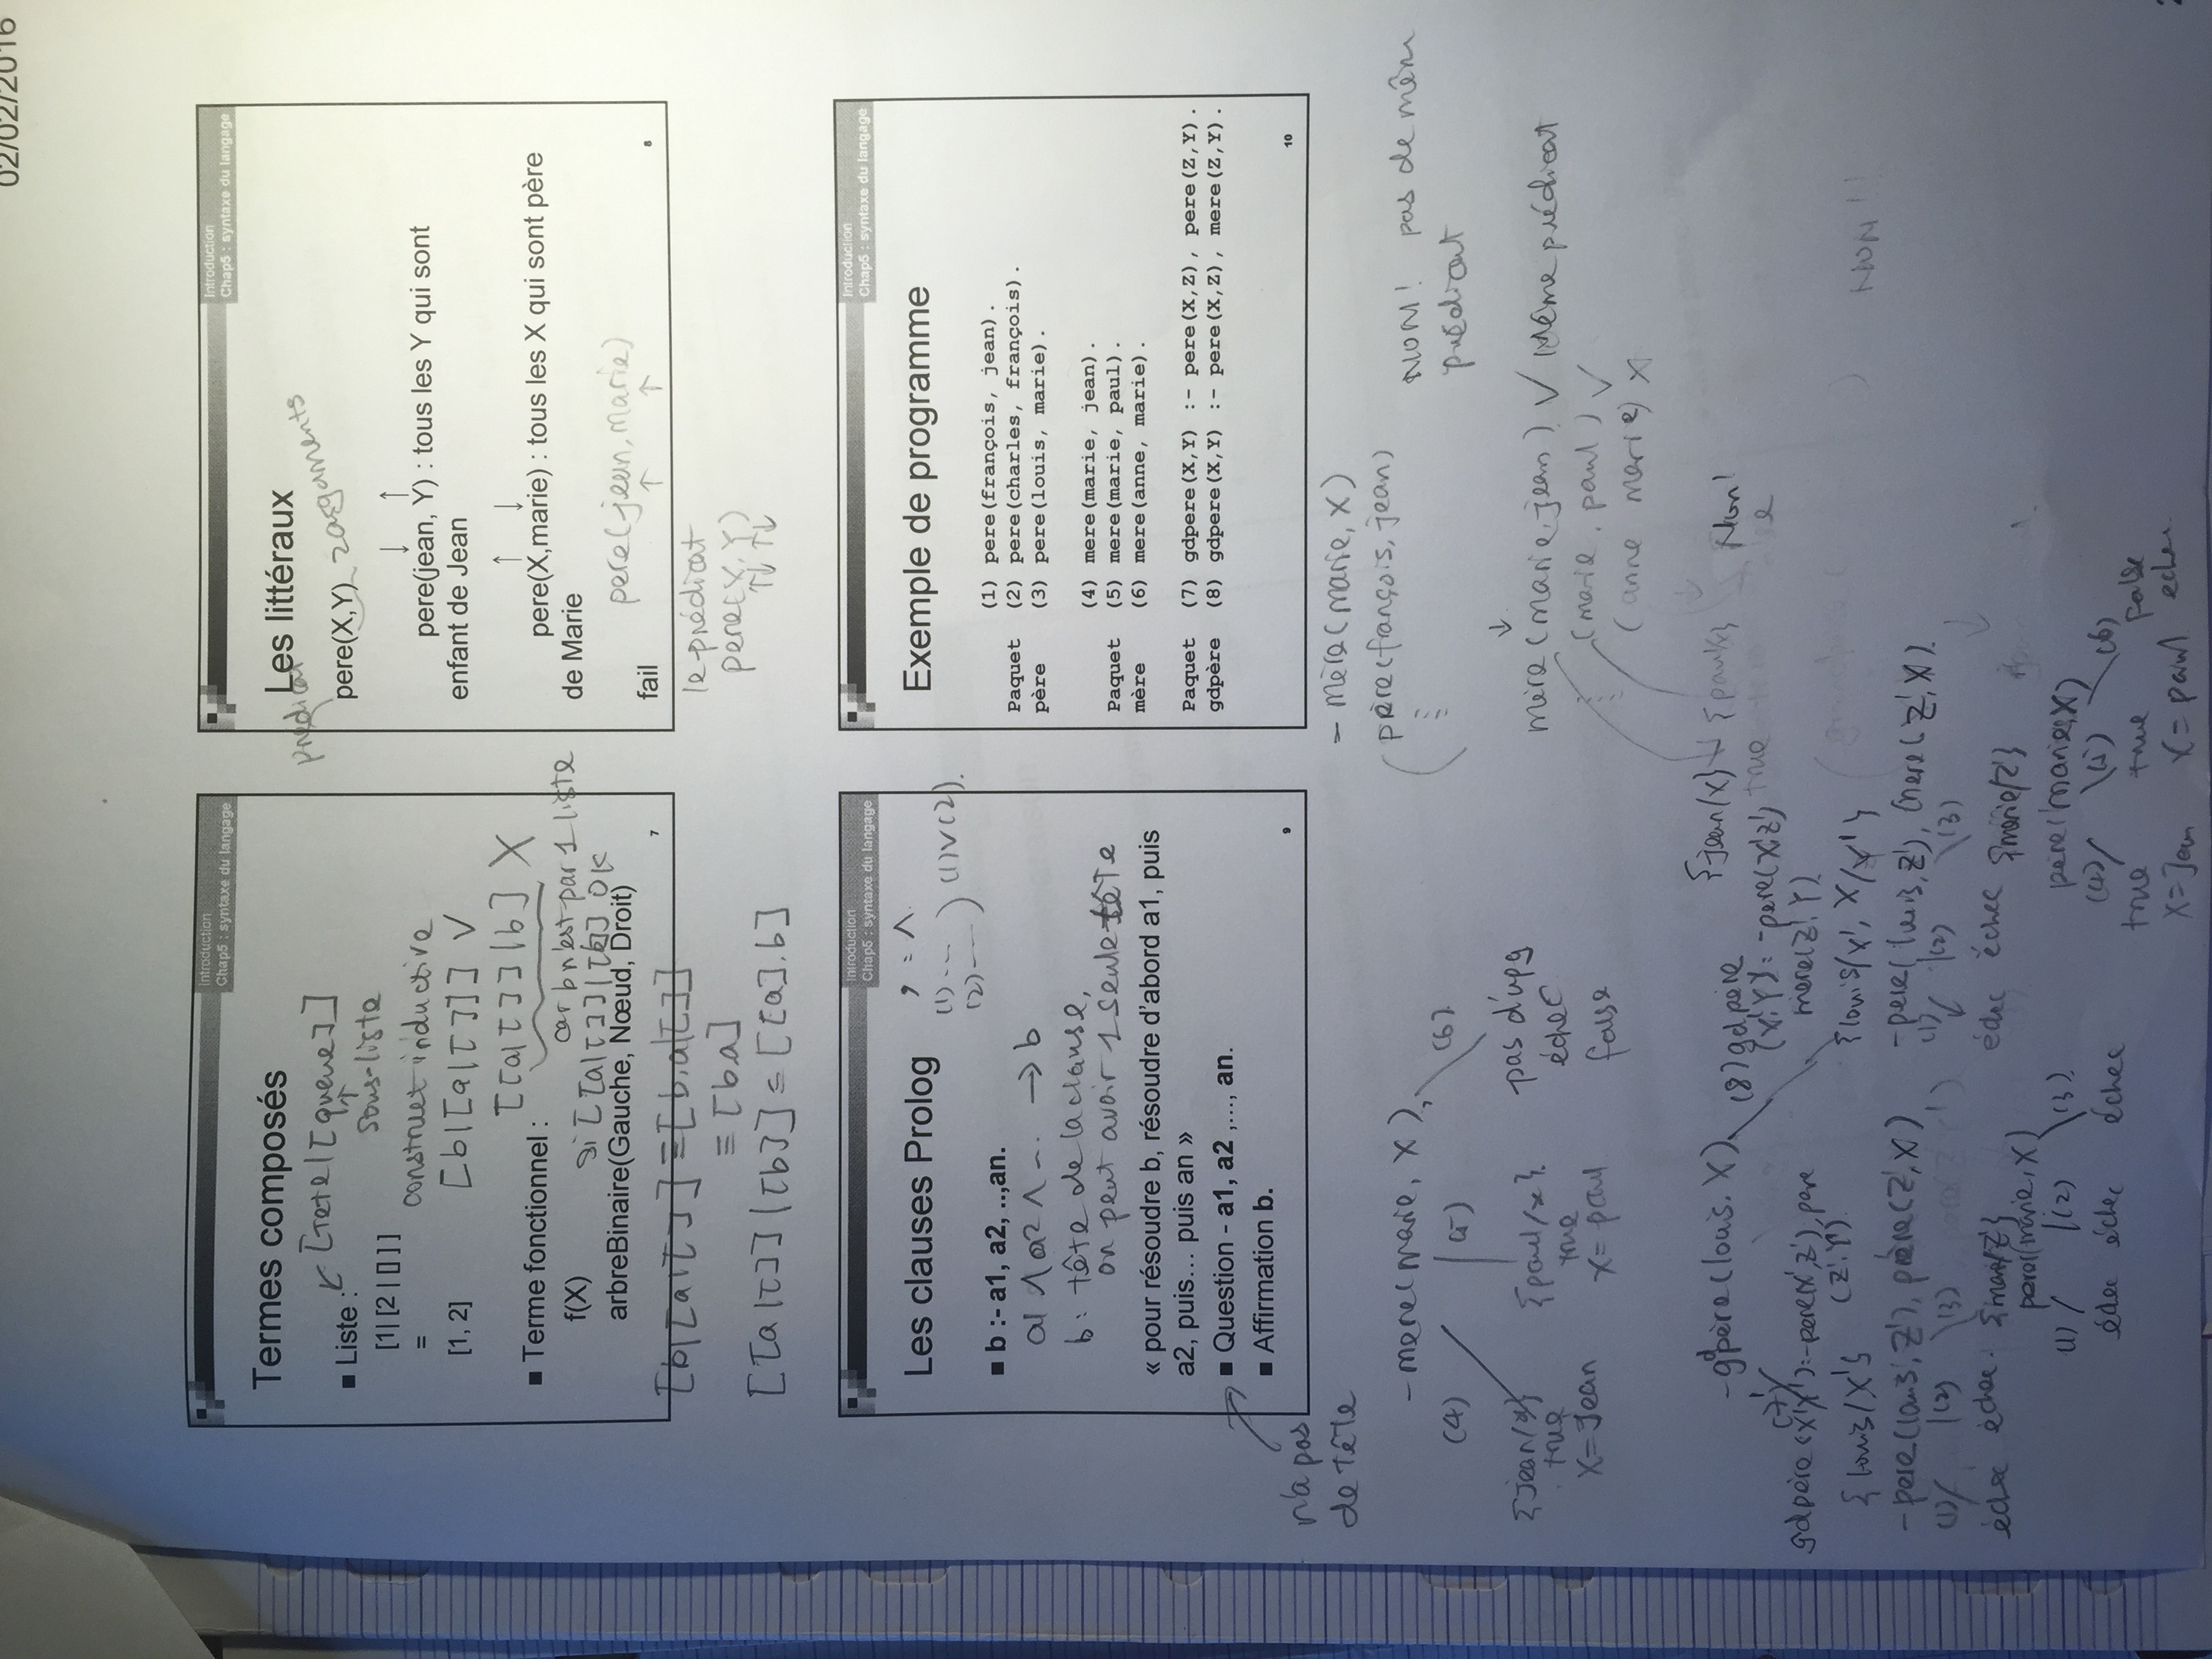 02/02/2016
Introduction
Chap5 : syntaxe du langage
Termes composés
[Tete|[queue]]
■ Liste :
sous-liste
[1| [2 | [] ] ]
construct inductive
=
[1, 2]
[b|[a|[]]] √
[[a|[]]|b] X
■ Terme fonctionnel :
car b n'est par 1 liste
f(X)
si [[a|[]]|[b]] OK
arbreBinaire(Gauche, Nœud, Droit)
7
[b|[a|[]] ≡ [b,a|[]]
≡ [b,a]
[[a|[]]|[b]] = [[a],b]
Introduction
Chap5 : syntaxe du langage
Les littéraux
prédicat
pere(X,Y) 2 arguments
↓ ↑
pere(jean, Y) : tous les Y qui sont
enfant de Jean
↑ ↓
pere(X,marie) : tous les X qui sont père
de Marie
pere(jean, marie)
↑ ↑
fail
8
le prédicat
pere(X,Y)
↑↓ ↑↓
Introduction
Chap5 : syntaxe du langage
Les clauses Prolog
, = ∧.
(1) ---
(2) --- ) (1)∨(2).
■ b :- a1, a2, ..,an.
a1 ∧ a2 ∧ ... → b
b : tête de la clause,
on peut avoir 1 seule tête
« pour résoudre b, résoudre d'abord a1, puis
a2, puis… puis an »
■ Question - a1, a2 ,…, an.
■ Affirmation b.
9
n'a pas
de tête
Introduction
Chap5 : syntaxe du langage
Exemple de programme
(1) pere(françois, jean).
Paquet (2) pere(charles, françois).
père (3) pere(louis, marie).
(4) mere(marie, jean).
Paquet (5) mere(marie, paul).
mère (6) mere(anne, marie).
Paquet (7) gdpere(X,Y) :- pere(X,Z), pere(Z,Y).
gdpère (8) gdpere(X,Y) :- pere(X,Z), mere(Z,Y).
10
- mère(marie, X)
père(françois, jean)
NON! pas de même
prédicat
mère (marie, jean) √ Même prédicat
(marie, paul) √
(anne marie) X
{jean/X} {paul/x} Non!
true
NON!!
- mere(marie, X),
(4) (5) (6)
{jean/x} {paul/x}. pas d'upg
true true échec
X=Jean X=paul false
- gdpère(louis, X)
(7)
gdpère(X',Y') :- pere(X',Z'), pere
(Z',Y').
{louis/X'}
- pere(louis, Z'), père(Z', X)
(1) (2) (3)
échec échec. {marie/Z'}
pere(marie, X)
(1) (2) (3)
échec échec échec
(8) gdpère
(X',Y') :- pere(X',Z')
mere(Z',Y).
{louis/X', X/Y'}
- pere(louis, Z'), mere(Z', X).
(1) (2) (3)
échec échec {marie/Z'}
pere(marie, X)
(4) (5) (6)
true true false
X=Jean X=paul echec